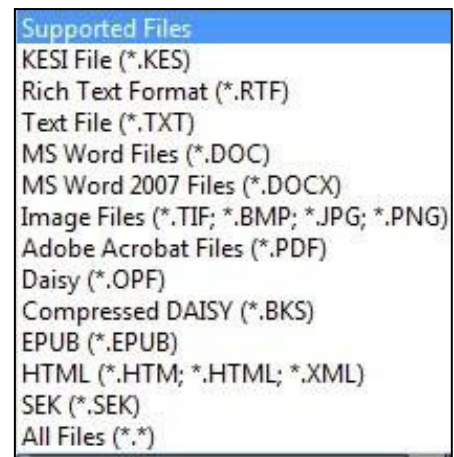 Supported Files
KESI File (*.KES)
Rich Text Format (*.RTF)
Text File (*.TXT)
MS Word Files (*.DOC)
MS Word 2007 Files (*.DOCX)
Image Files (*.TIF; *.BMP; *.JPG; *.PNG)
Adobe Acrobat Files (*.PDF)
Daisy (*.OPF)
Compressed DAISY (*.BKS)
EPUB (*.EPUB)
HTML (*.HTM; *.HTML; *.XML)
SEK (*.SEK)
All Files (*.*)